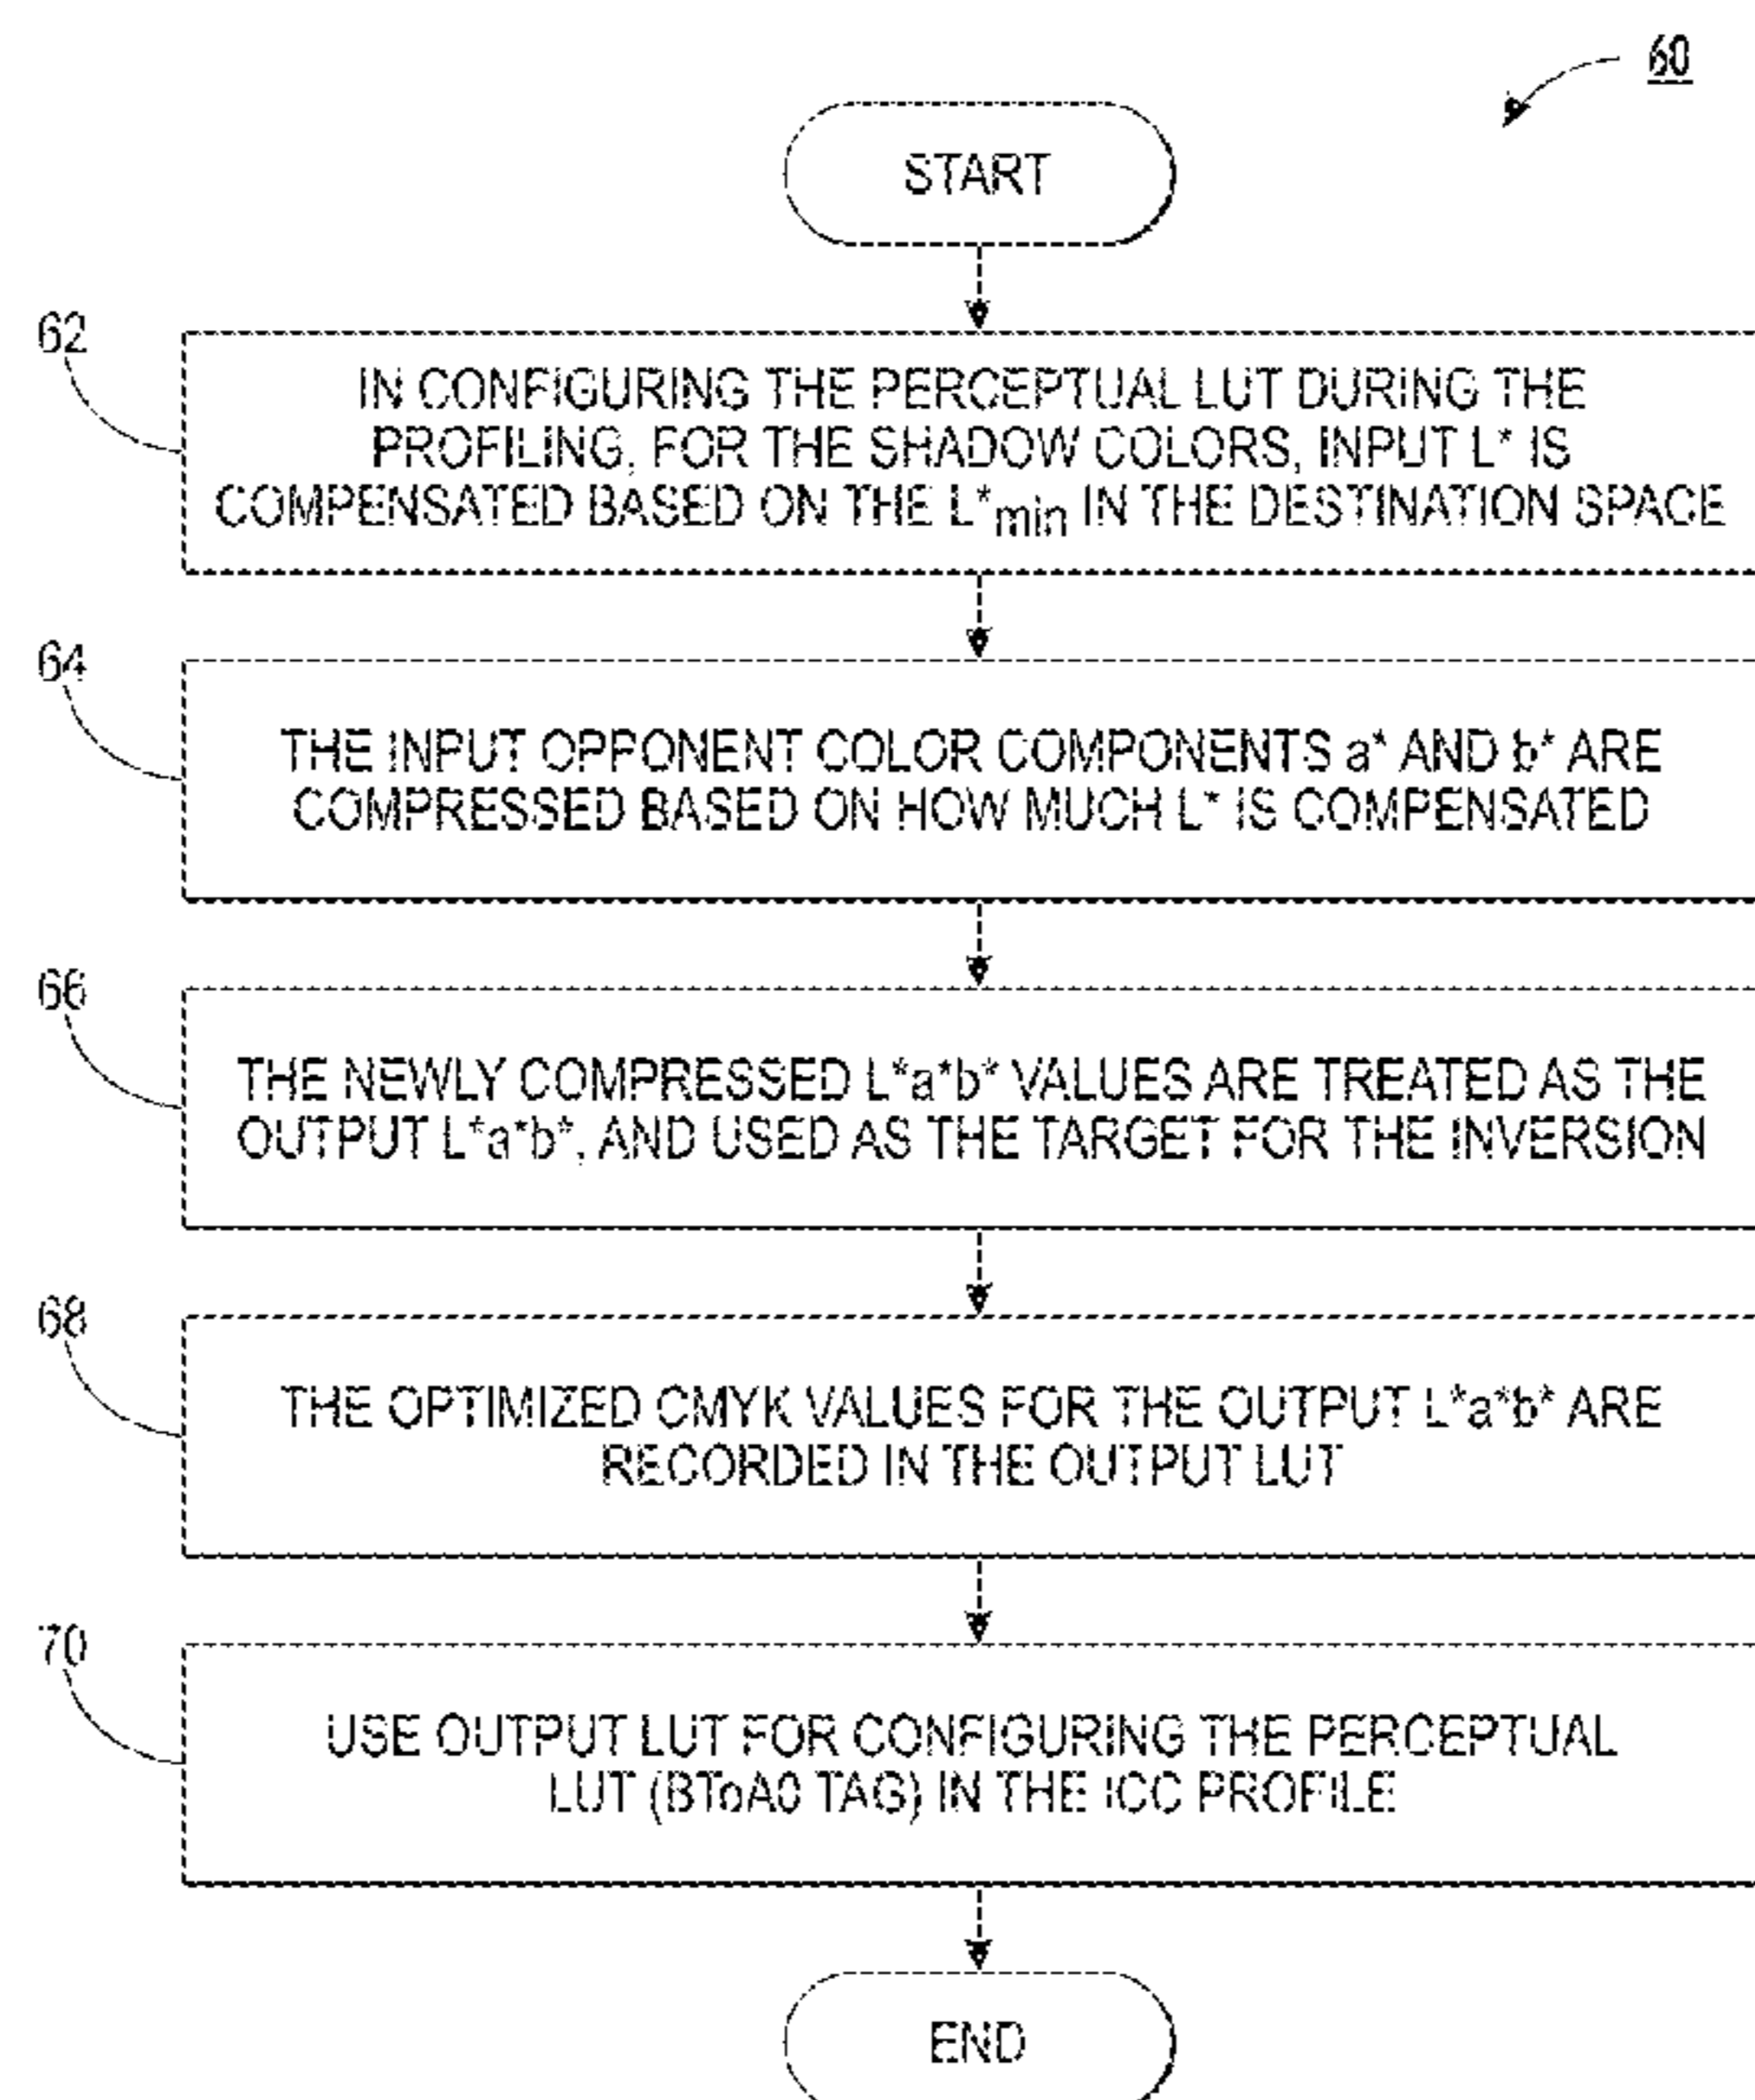 60
START
62
IN CONFIGURING THE PERCEPTUAL LUT DURING THE
PROFILING, FOR THE SHADOW COLORS, INPUT L* IS
COMPENSATED BASED ON THE L*min IN THE DESTINATION SPACE
64
THE INPUT OPPONENT COLOR COMPONENTS a* AND b* ARE
COMPRESSED BASED ON HOW MUCH L* IS COMPENSATED
66
THE NEWLY COMPRESSED L*a*b* VALUES ARE TREATED AS THE
OUTPUT L*a*b*, AND USED AS THE TARGET FOR THE INVERSION
68
THE OPTIMIZED CMYK VALUES FOR THE OUTPUT L*a*b* ARE
RECORDED IN THE OUTPUT LUT
70
USE OUTPUT LUT FOR CONFIGURING THE PERCEPTUAL
LUT (BToA0 TAG) IN THE ICC PROFILE
END